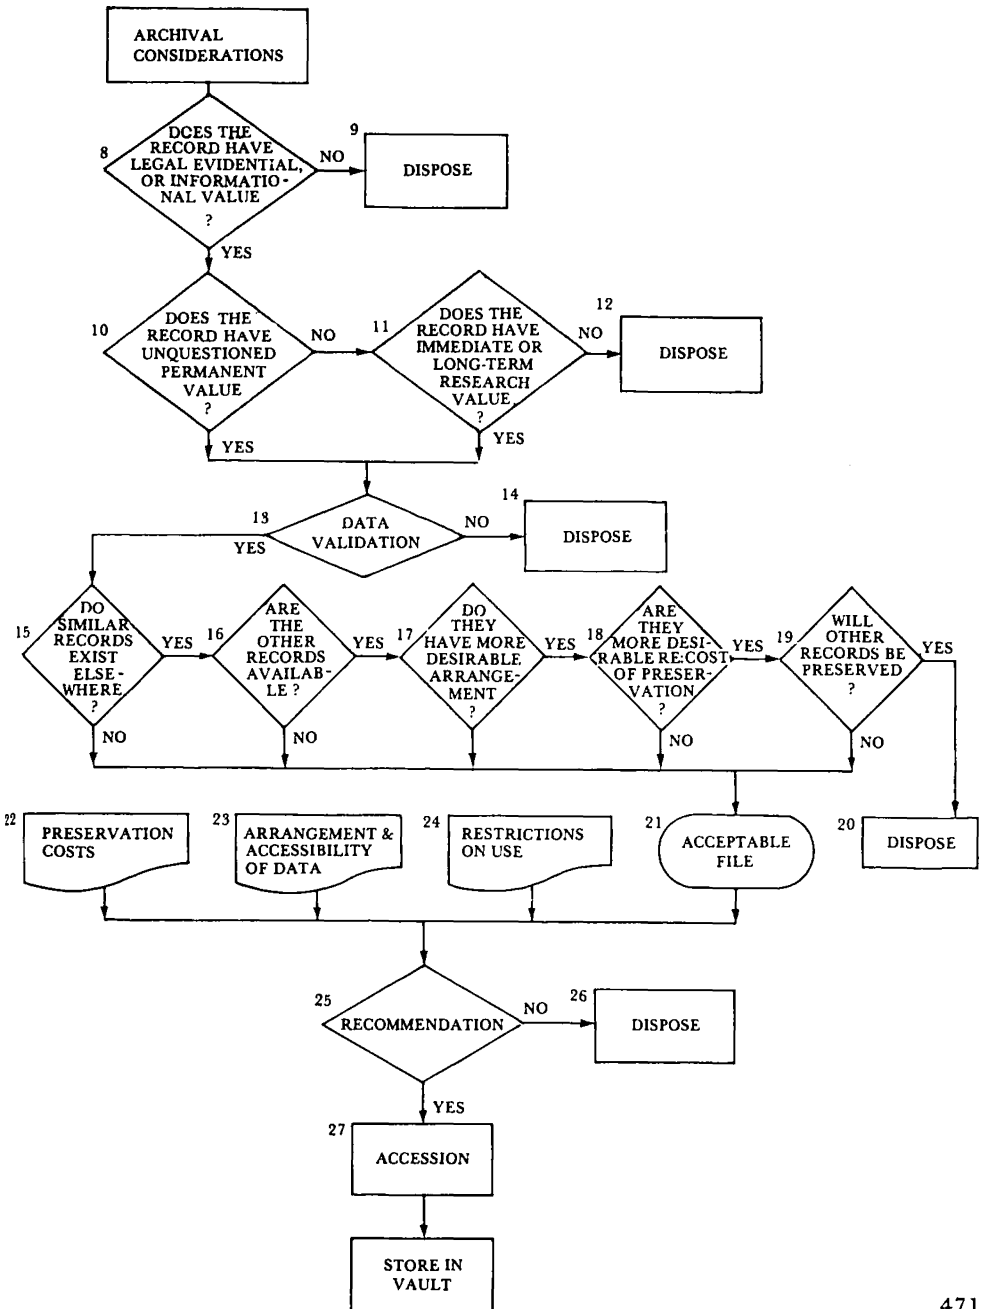 ARCHIVAL
CONSIDERATIONS
8
DOES THE
RECORD HAVE
LEGAL EVIDENTIAL,
OR INFORMATIO-
NAL VALUE
?
NO
9
DISPOSE
YES
10
DOES THE
RECORD HAVE
UNQUESTIONED
PERMANENT
VALUE
?
NO
11
DOES THE
RECORD HAVE
IMMEDIATE OR
LONG-TERM
RESEARCH
VALUE
?
NO
12
DISPOSE
YES
YES
13
DATA
VALIDATION
NO
14
DISPOSE
YES
15
DO
SIMILAR
RECORDS
EXIST
ELSE-
WHERE
?
YES
16
ARE
THE
OTHER
RECORDS
AVAILAB-
LE ?
YES
17
DO
THEY
HAVE MORE
DESIRABLE
ARRANGE-
MENT
?
YES
18
ARE
THEY
MORE DESI-
RABLE RE:COST
OF PRESER-
VATION
?
YES
19
WILL
OTHER
RECORDS BE
PRESERVED
?
YES
NO
NO
NO
NO
22
PRESERVATION
COSTS
23
ARRANGEMENT &
ACCESSIBILITY
OF DATA
24
RESTRICTIONS
ON USE
21
ACCEPTABLE
FILE
20
DISPOSE
25
RECOMMENDATION
NO
26
DISPOSE
YES
27
ACCESSION
STORE IN
VAULT
471